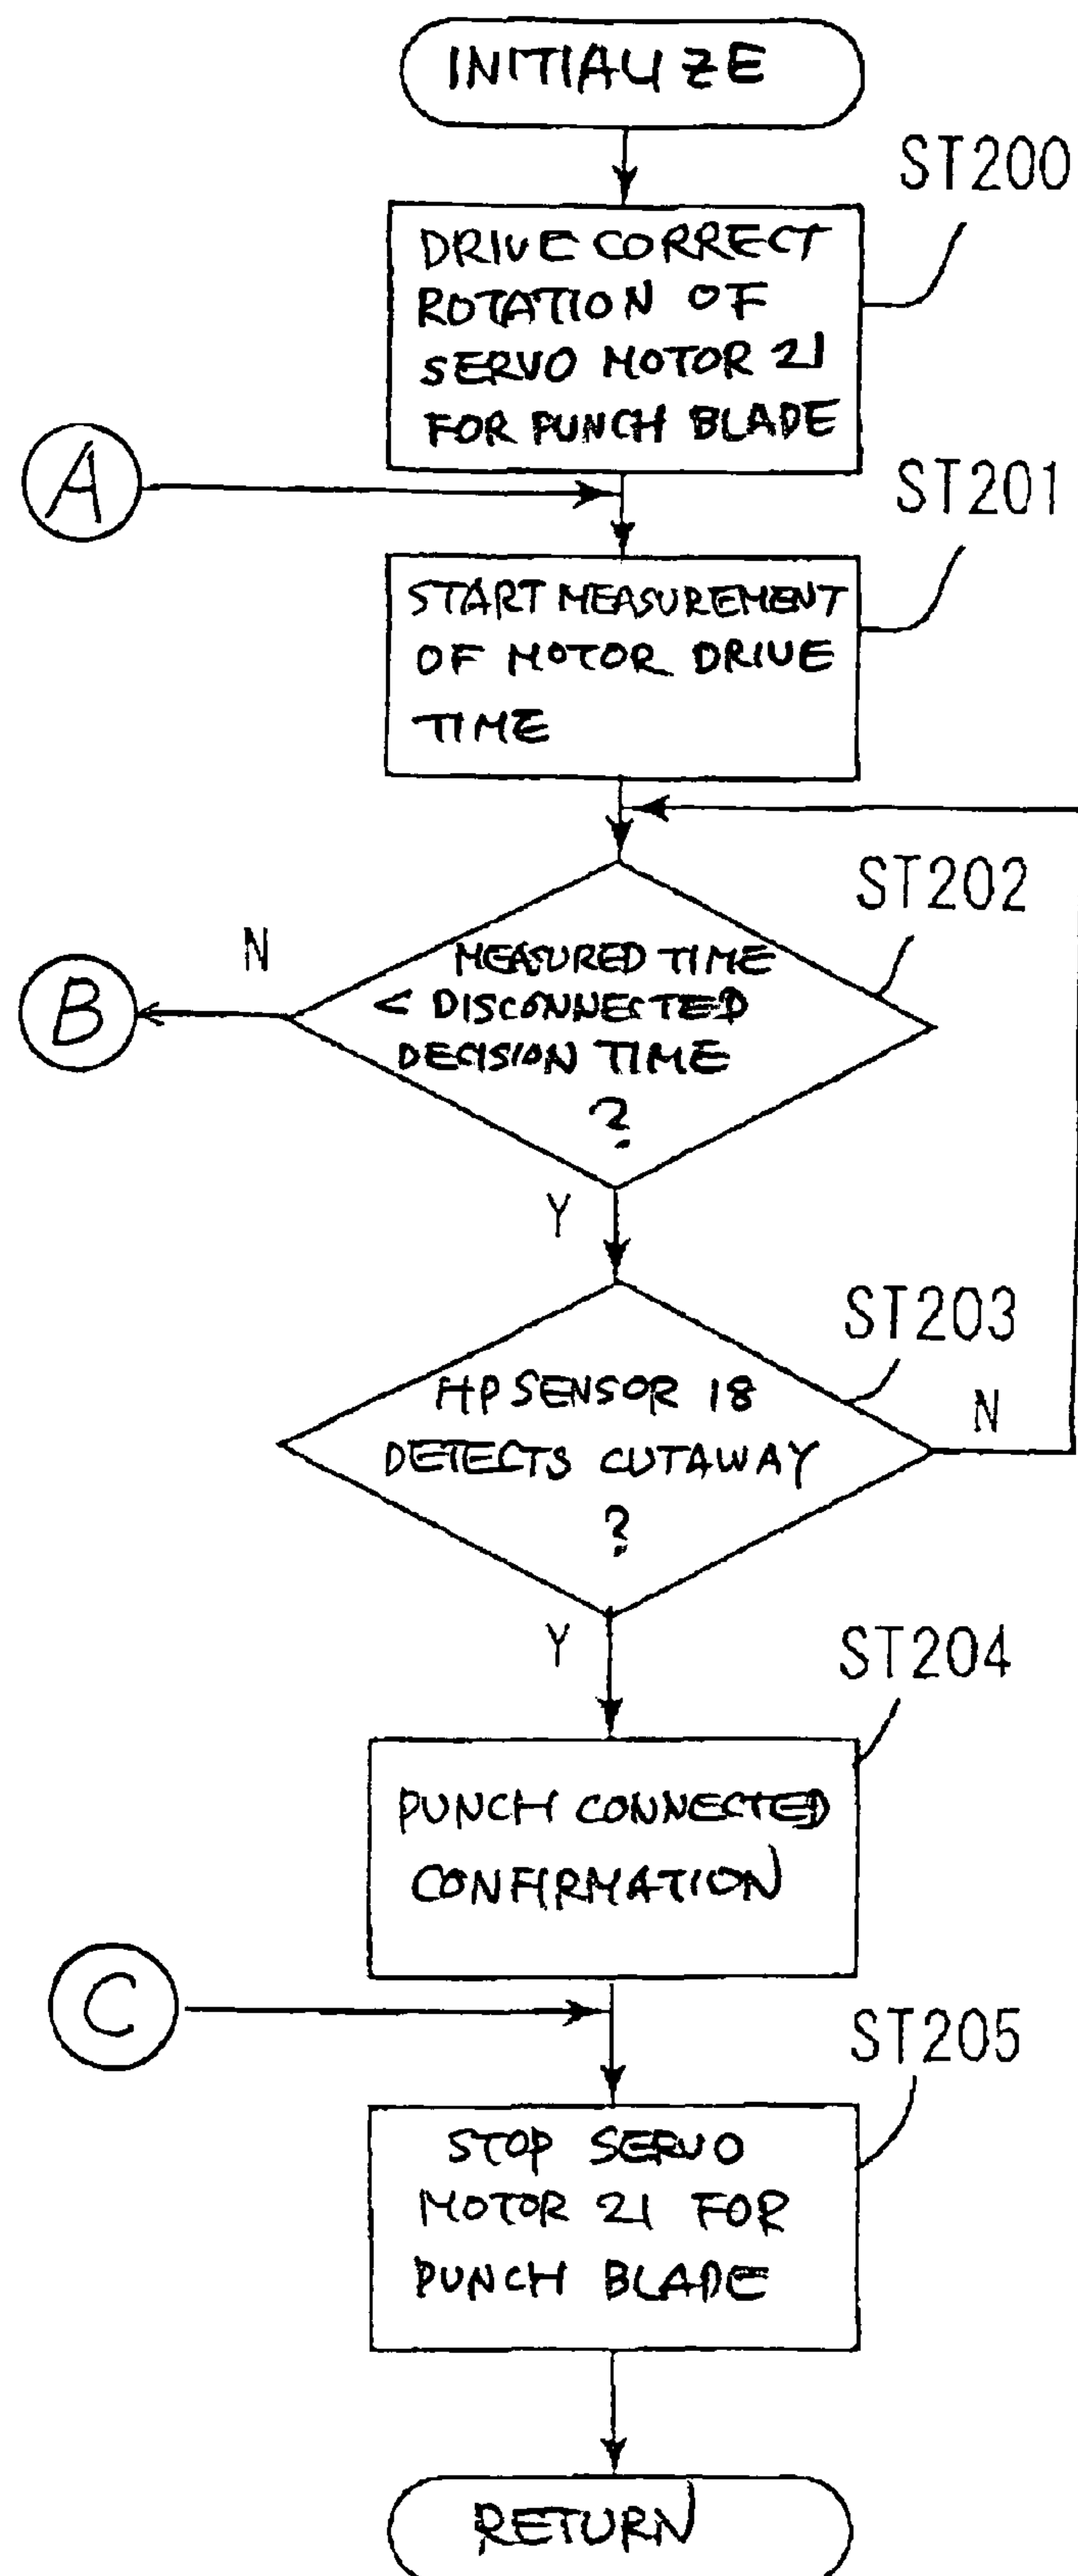 INITIALIZE
ST200
DRIVE CORRECT
ROTATION OF
SERVO MOTOR 21
FOR PUNCH BLADE
A
ST201
START MEASUREMENT
OF MOTOR DRIVE
TIME
ST202
N
MEASURED TIME
< DISCONNECTED
DECISION TIME
?
B
Y
ST203
HP SENSOR 18
DETECTS CUTAWAY
?
N
Y
ST204
PUNCH CONNECTED
CONFIRMATION
C
ST205
STOP SERVO
MOTOR 21 FOR
PUNCH BLADE
RETURN